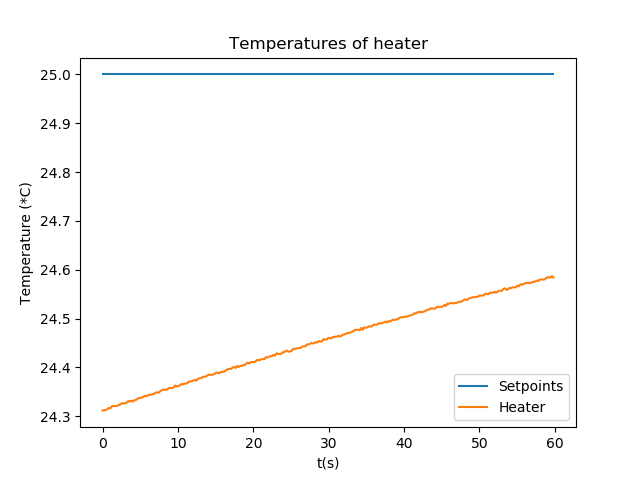 Temperatures of heater
25.0
24.9
24.8
24.7
24.6
24.5
24.4
24.3
Temperature (*C)
Setpoints
Heater
0 10 20 30 40 50 60
t(s)